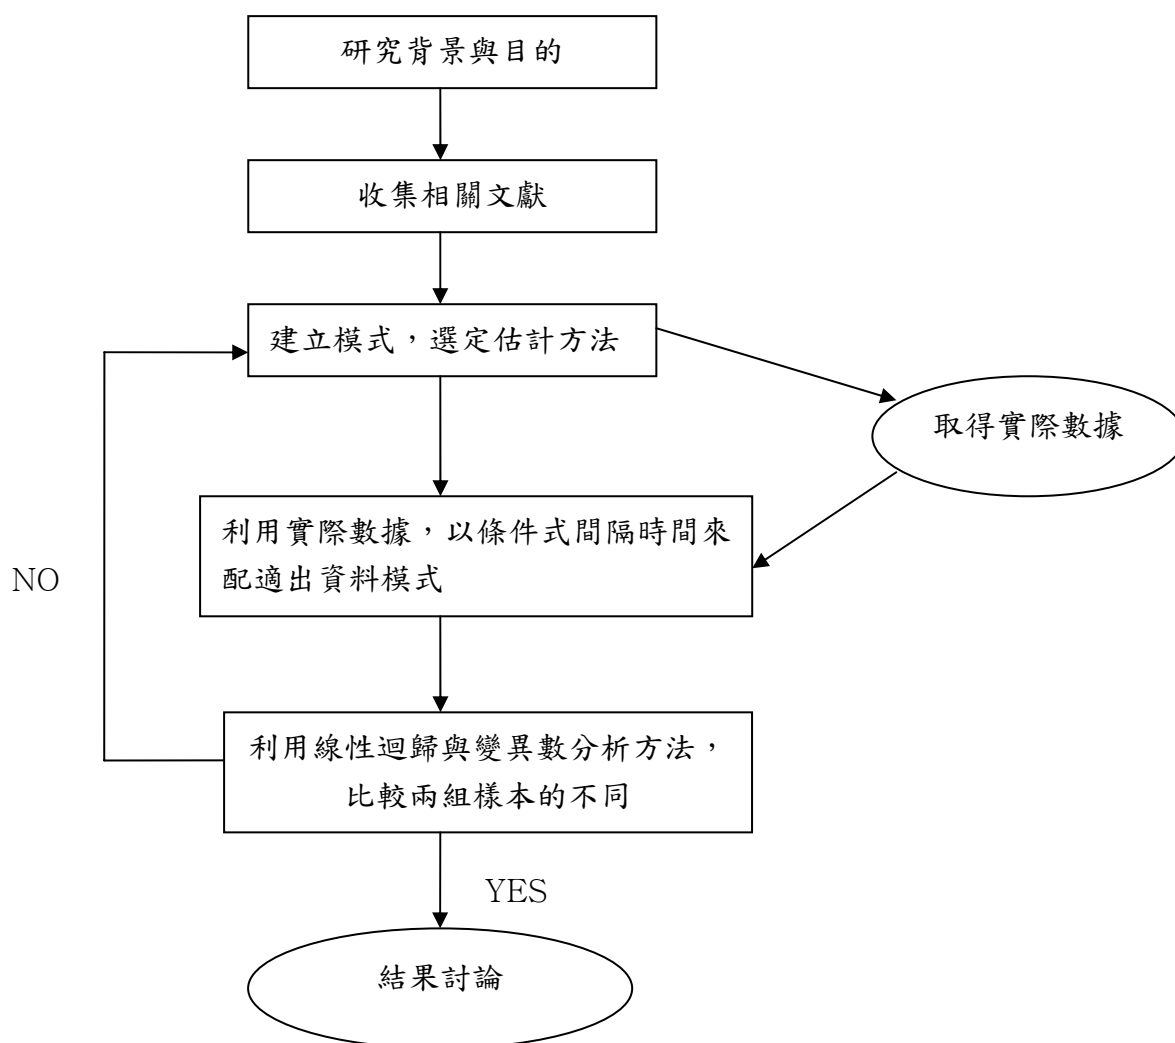 研究背景與目的
收集相關文獻
建立模式，選定估計方法
取得實際數據
利用實際數據，以條件式間隔時間來
配適出資料模式
NO
利用線性迴歸與變異數分析方法，
比較兩組樣本的不同
YES
結果討論